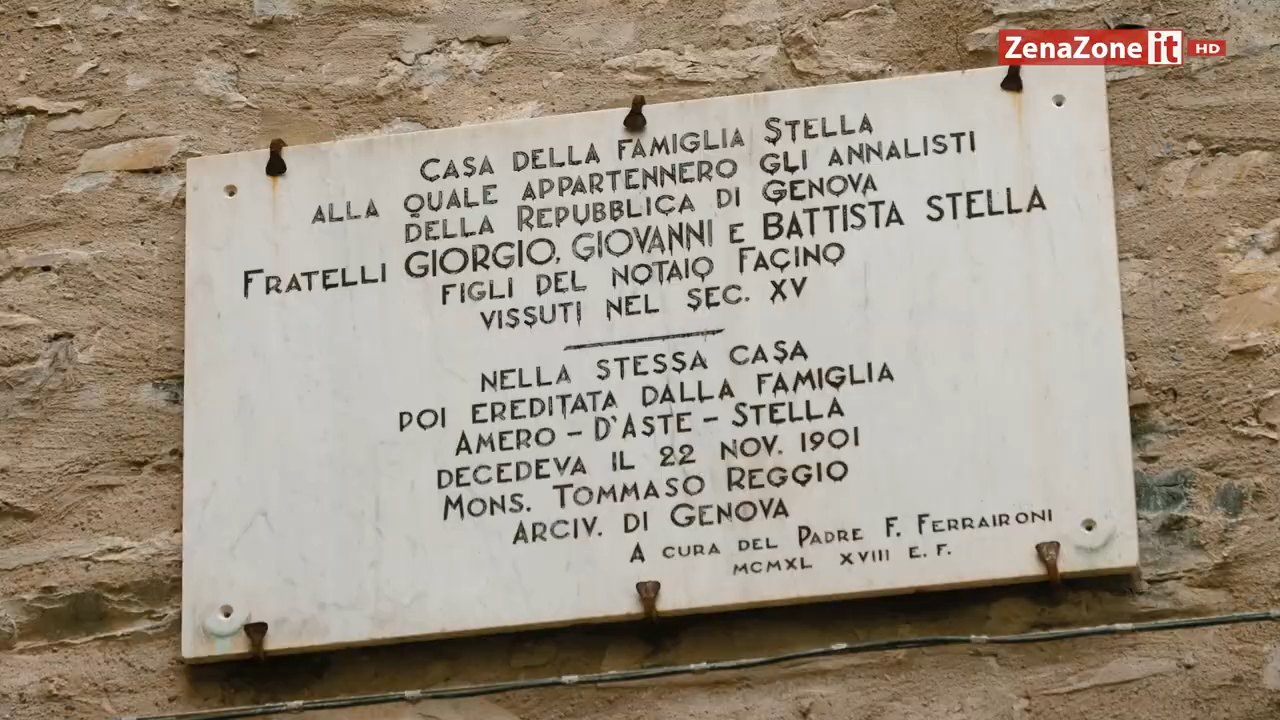 ZenaZone it HD
CASA DELLA FAMIGLIA STELLA
ALLA QUALE APPARTENNERO GLI ANNALISTI
DELLA REPUBBLICA DI GENOVA
FRATELLI GIORGIO, GIOVANNI E BATTISTA STELLA
FIGLI DEL NOTAIO FACINO
VISSUTI NEL SEC. XV
NELLA STESSA CASA
POI EREDITATA DALLA FAMIGLIA
AMERO - D'ASTE - STELLA
DECEDEVA IL 22 NOV. 1901
MONS. TOMMASO REGGIO
ARCIV. DI GENOVA
A CURA DEL PADRE F. FERRAIRONI
MCMXL XVIII E. F.